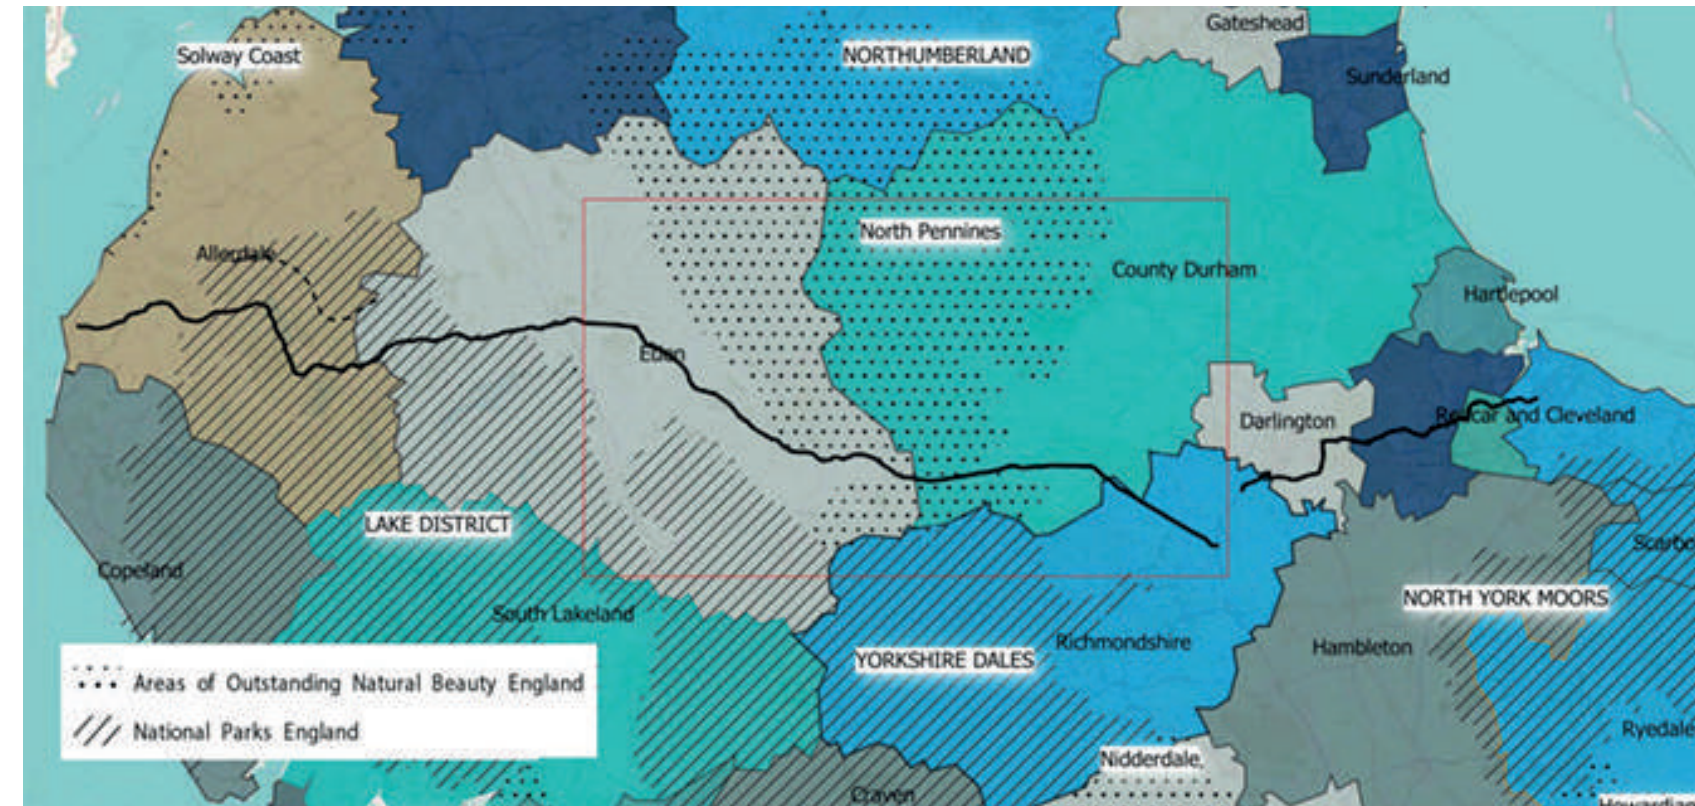 Gateshead
Solway Coast
NORTHUMBERLAND
Sunderland
North Pennines
Allerdale
County Durham
Hartlepool
Eden
Darlington
Redcar and Cleveland
LAKE DISTRICT
Scarbo
Copeland
NORTH YORK MOORS
South Lakeland
Richmondshire
Hambleton
YORKSHIRE DALES
Areas of Outstanding Natural Beauty England
National Parks England
Ryedale
Nidderdale
Craven